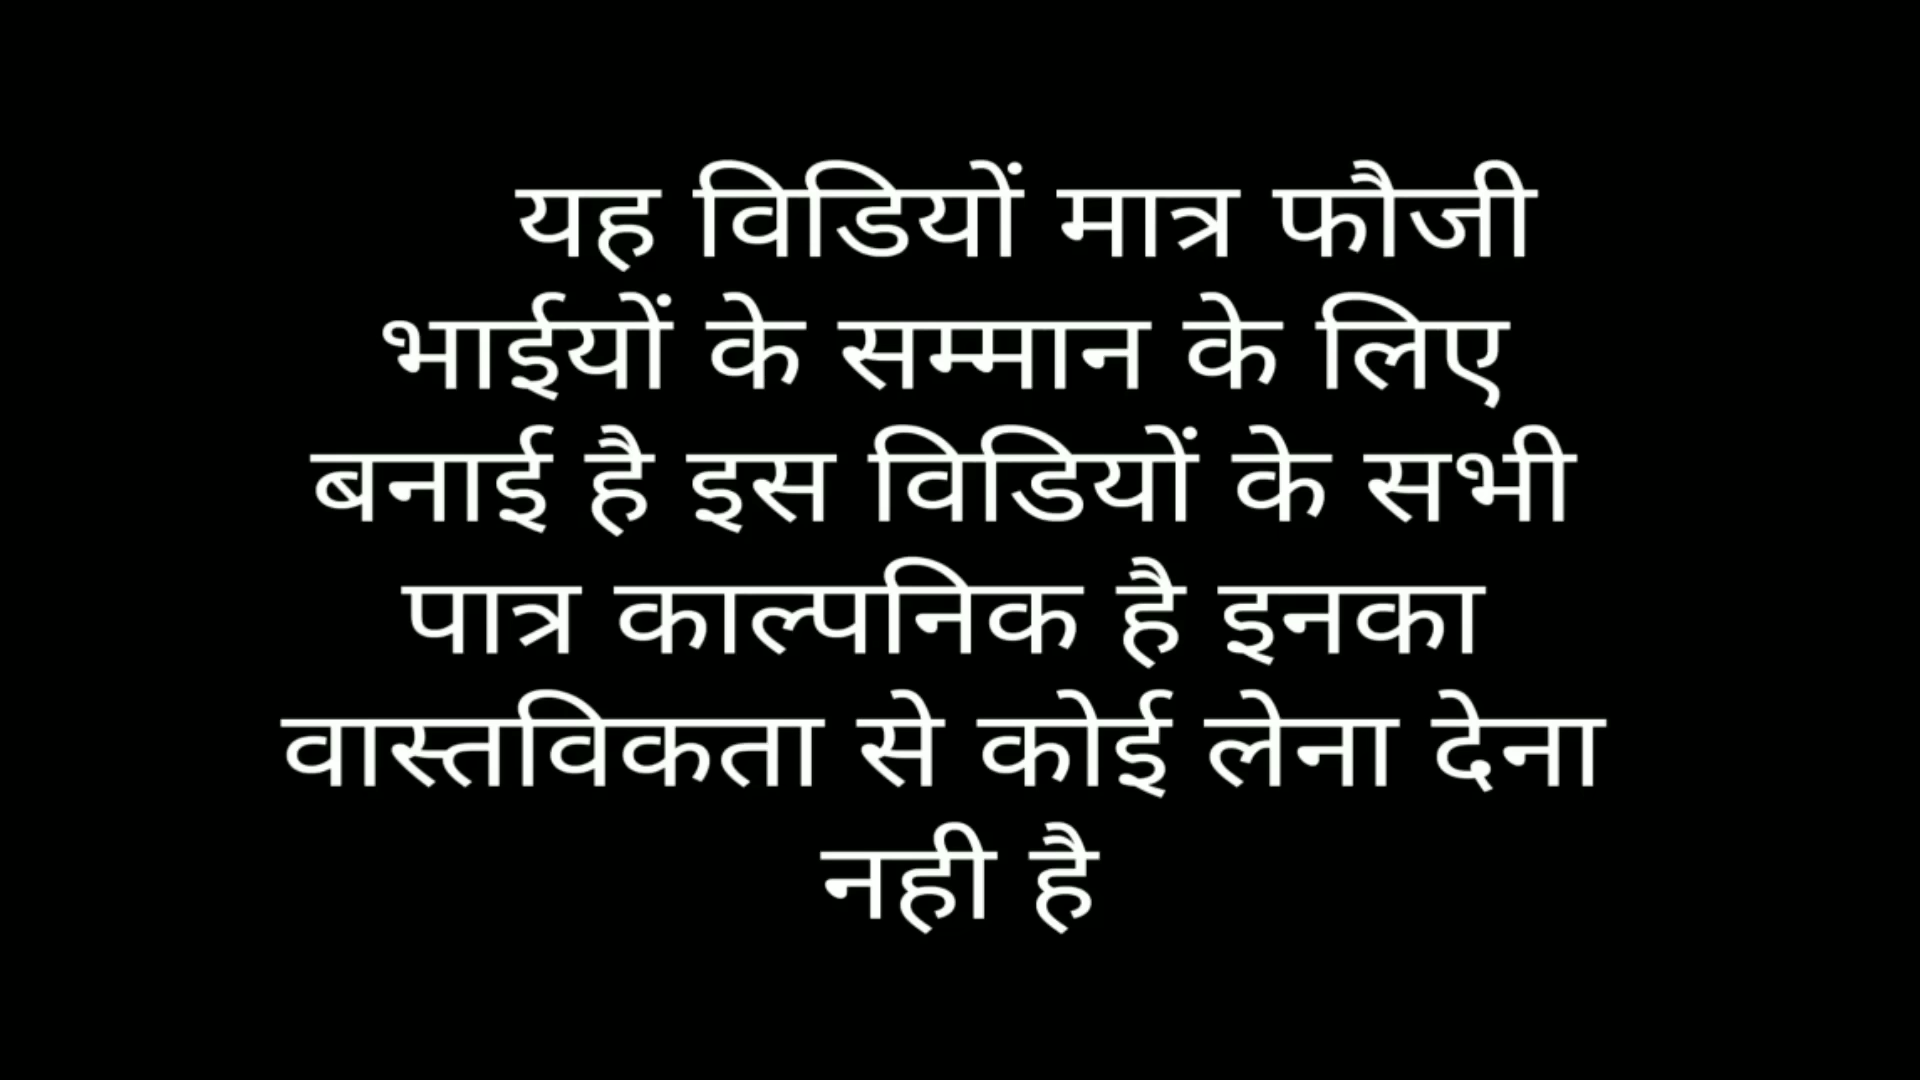 यह विडियों मात्र फौजी
भाईयों के सम्मान के लिए
बनाई है इस विडियों के सभी
पात्र काल्पनिक है इनका
वास्तविकता से कोई लेना देना
नही है